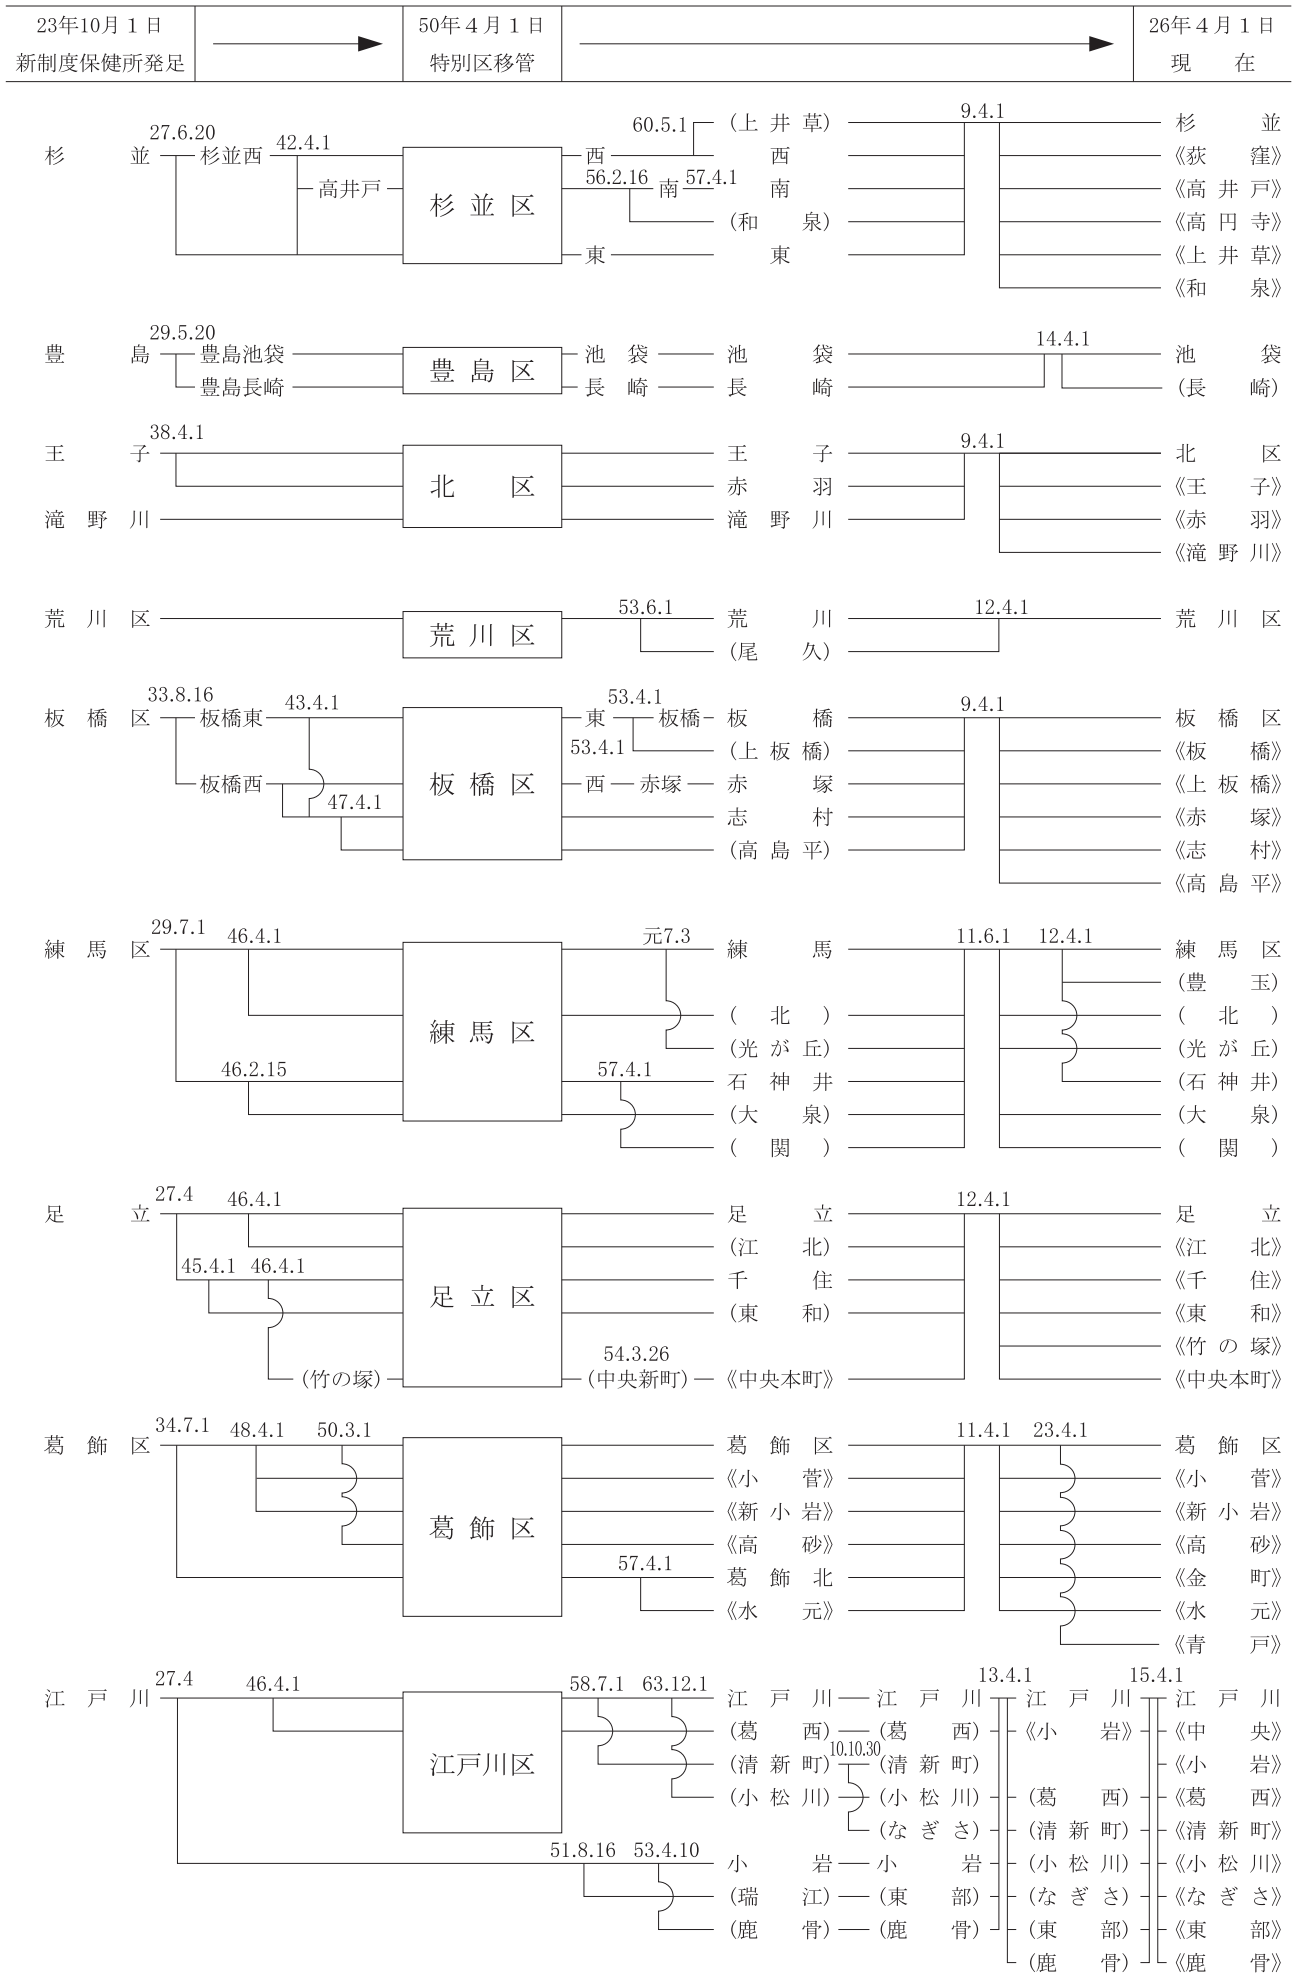 23年10月1日 50年4月1日 26年4月1日
新制度保健所発足 特別区移管 現在
60.5.1 (上井草) 9.4.1 杉並
27.6.20 42.4.1
杉並 杉並西 西 西 《荻窪》
56.2.16 57.4.1
高井戸 南 南 《高井戸》
杉並区
(和泉) 《高円寺》
東 東 《上井草》
《和泉》
29.5.20 14.4.1
豊島 豊島池袋 池袋 池袋 池袋
豊島区
豊島長崎 長崎 長崎 (長崎)
38.4.1 9.4.1
王子 王子 北区
北区 赤羽 《王子》
滝野川 滝野川 《赤羽》
《滝野川》
53.6.1 12.4.1
荒川区 荒川 荒川区
荒川区
(尾久)
33.8.16 43.4.1 53.4.1 9.4.1
板橋区 板橋東 東 板橋 板橋 板橋区
53.4.1 (上板橋) 《板橋》
板橋西 板橋区 西 赤塚 赤塚 《上板橋》
47.4.1
志村 《赤塚》
(高島平) 《志村》
《高島平》
29.7.1 46.4.1 元7.3 11.6.1 12.4.1
練馬区 練馬 練馬区
(豊玉)
(北) (北)
練馬区
(光が丘) (光が丘)
46.2.15 57.4.1
石神井 (石神井)
(大泉) (大泉)
(関) (関)
27.4 46.4.1 12.4.1
足立 足立 足立
(江北) 《江北》
45.4.1 46.4.1
千住 《千住》
足立区
(東和) 《東和》
《竹の塚》
54.3.26
(竹の塚) (中央新町) 《中央本町》 《中央本町》
34.7.1 48.4.1 50.3.1 11.4.1 23.4.1
葛飾区 葛飾区 葛飾区
《小菅》 《小菅》
《新小岩》 《新小岩》
葛飾区
《高砂》 《高砂》
57.4.1
葛飾北 《金町》
《水元》 《水元》
《青戸》
27.4 46.4.1 58.7.1 63.12.1 13.4.1 15.4.1
江戸川 江戸川 江戸川 江戸川 江戸川
(葛西) (葛西) 《小岩》 《中央》
10.10.30
江戸川区 (清新町) (清新町) 《小岩》
(小松川) (小松川) (葛西) 《葛西》
(なぎさ) (清新町) 《清新町》
51.8.16 53.4.10
小岩 小岩 (小松川) 《小松川》
(瑞江) (東部) (なぎさ) 《なぎさ》
(鹿骨) (鹿骨) (東部) 《東部》
(鹿骨) 《鹿骨》